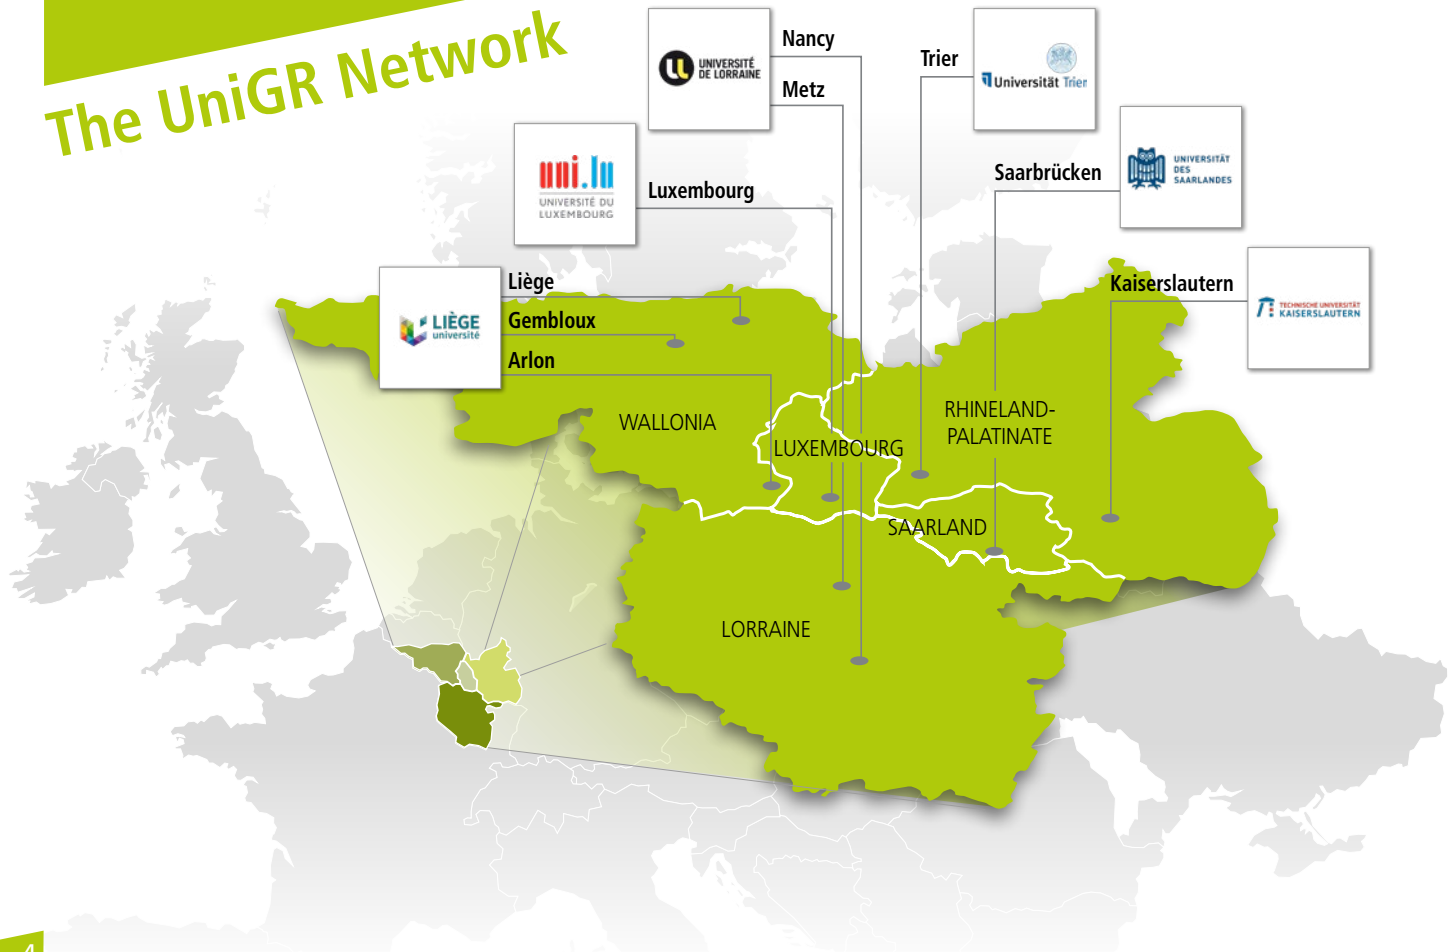 The UniGR Network
UNIVERSITÉ
DE LORRAINE
Nancy
Metz
Trier
Universität Trier
Saarbrücken
UNIVERSITÄT
DES
SAARLANDES
uni.lu
UNIVERSITÉ DU
LUXEMBOURG
Luxembourg
Kaiserslautern
TECHNISCHE UNIVERSITÄT
KAISERSLAUTERN
LIÈGE
université
Liège
Gembloux
Arlon
WALLONIA
LUXEMBOURG
RHINELAND-
PALATINATE
SAARLAND
LORRAINE
4